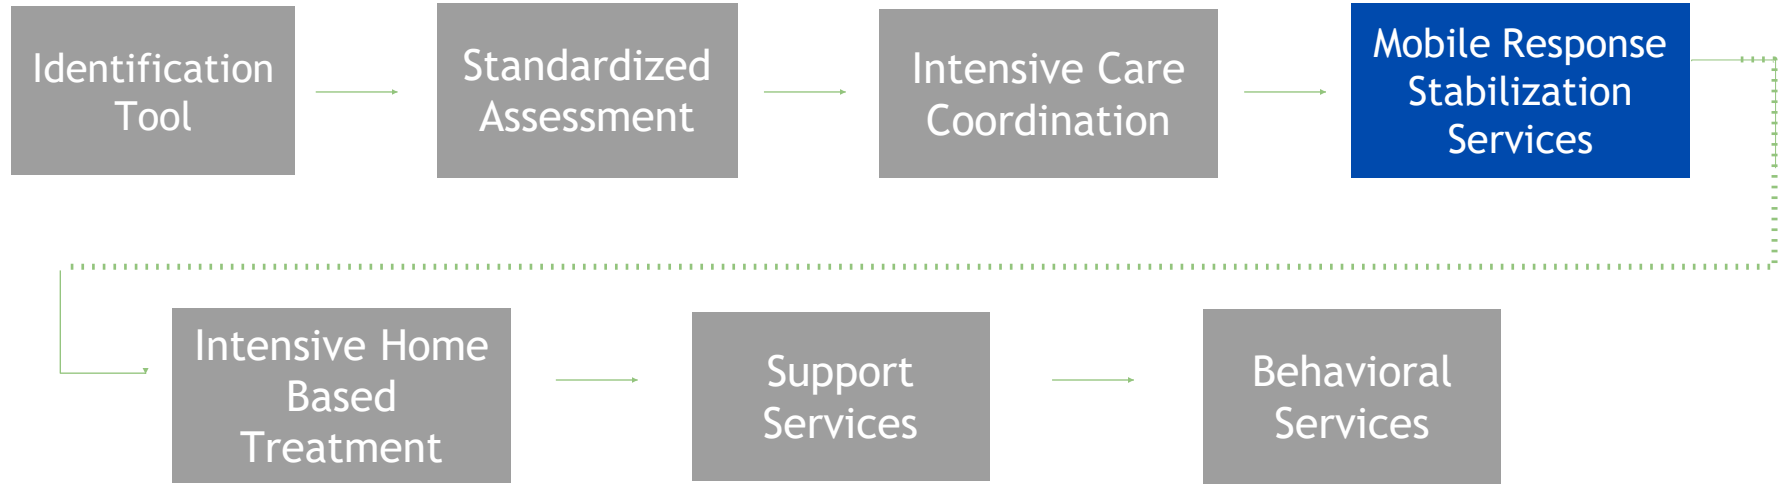 Identification
Tool
Standardized
Assessment
Intensive Care
Coordination
Mobile Response
Stabilization
Services
Intensive Home
Based
Treatment
Support
Services
Behavioral
Services